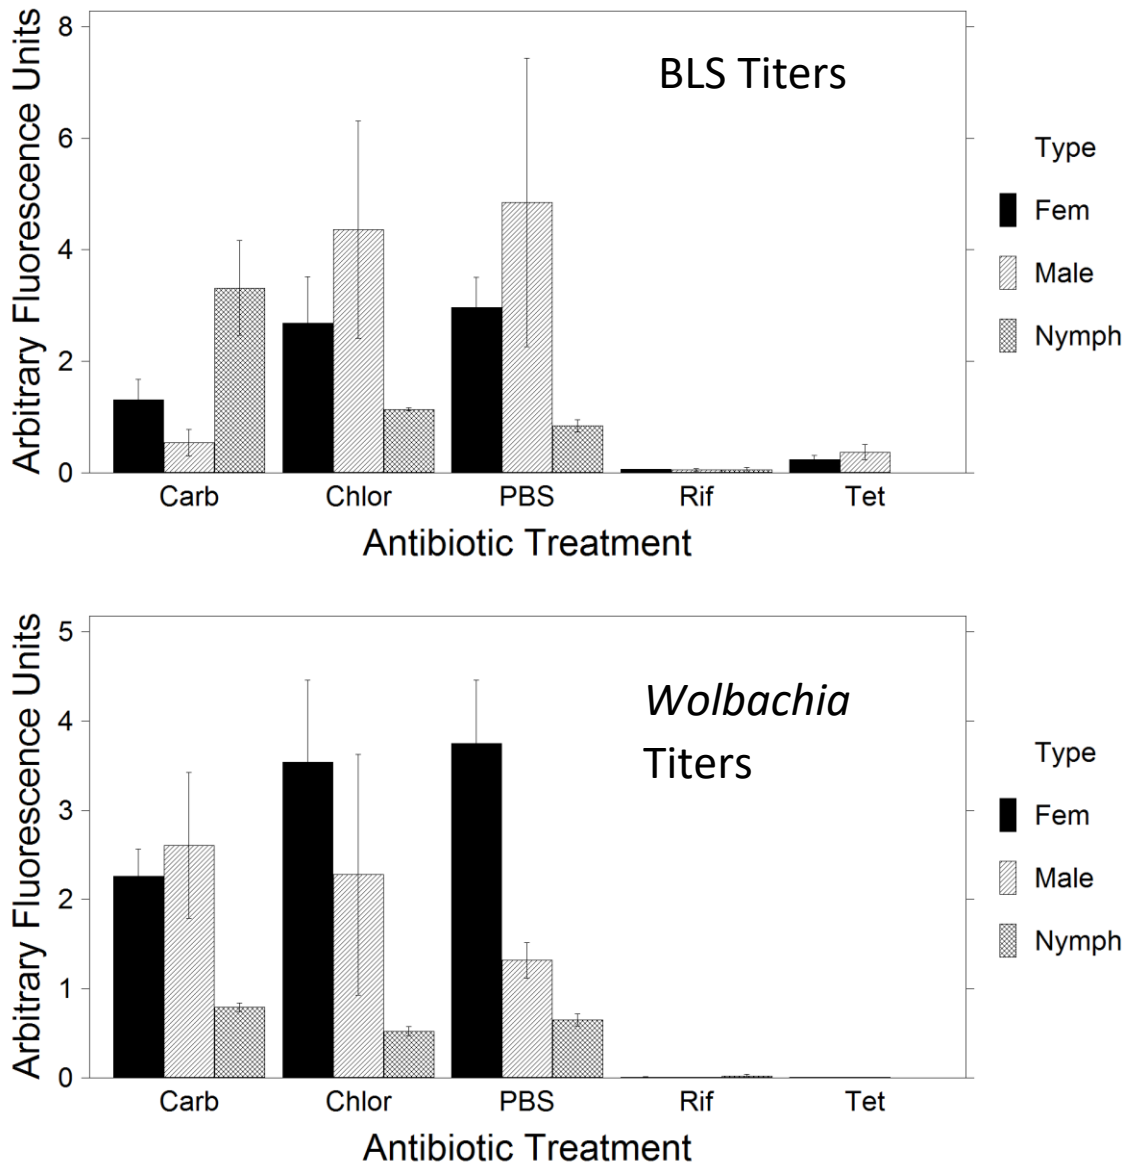 Arbitrary Fluorescence Units
8
6
4
2
0
BLS Titers
Type
Fem
Male
Nymph
Carb Chlor PBS Rif Tet
Antibiotic Treatment
Arbitrary Fluorescence Units
5
4
3
2
1
0
Wolbachia
Titers
Type
Fem
Male
Nymph
Carb Chlor PBS Rif Tet
Antibiotic Treatment